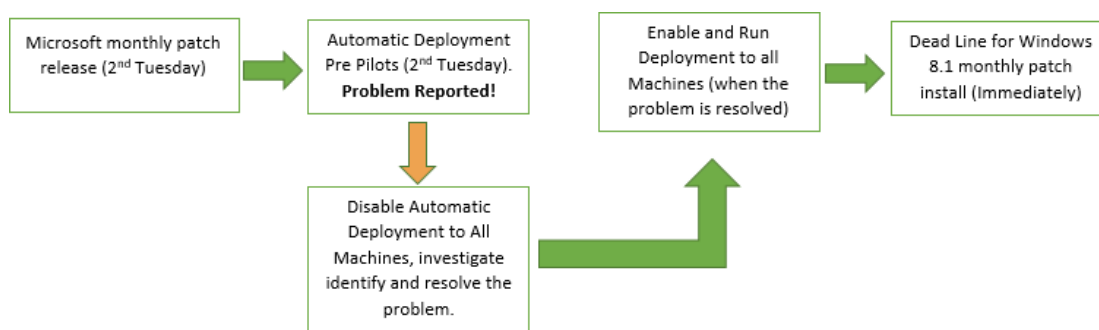 Microsoft monthly patch
release (2nd Tuesday)
Automatic Deployment
Pre Pilots (2nd Tuesday).
Problem Reported!
Disable Automatic
Deployment to All
Machines, investigate
identify and resolve the
problem.
Enable and Run
Deployment to all
Machines (when the
problem is resolved)
Dead Line for Windows
8.1 monthly patch
install (Immediately)